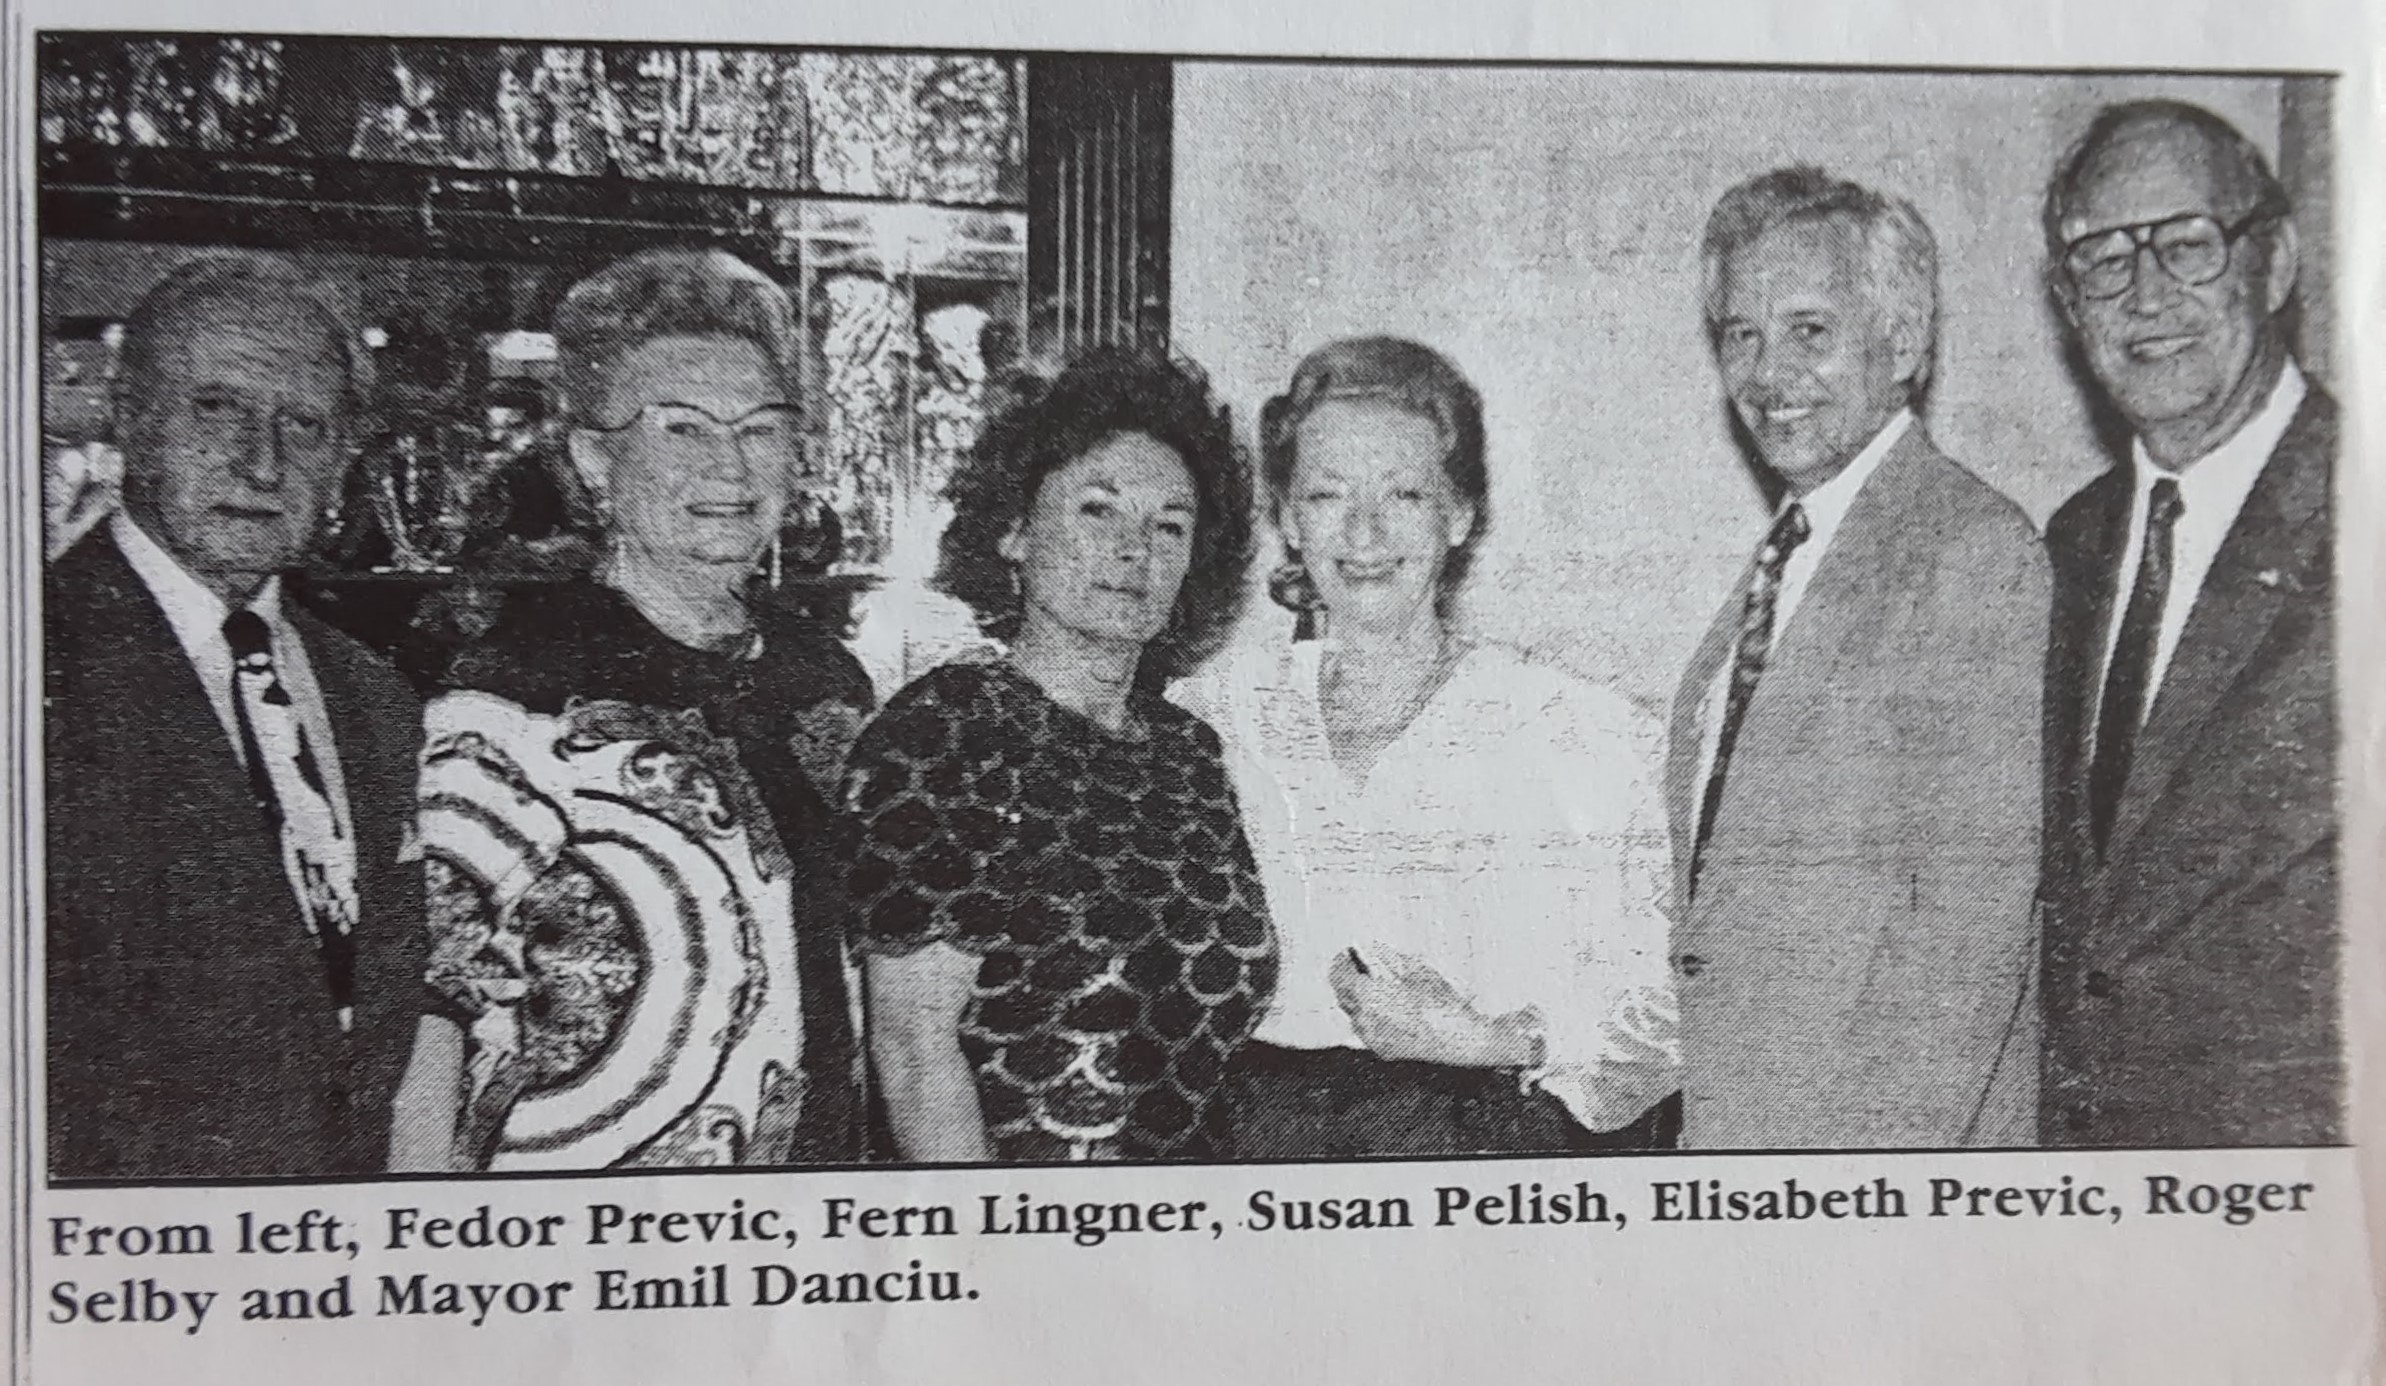 From left, Fedor Previc, Fern Lingner, Susan Pelish, Elisabeth Previc, Roger
Selby and Mayor Emil Danciu.